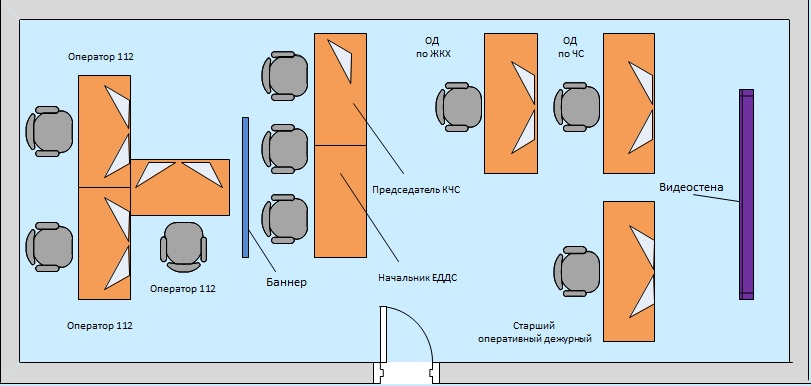 Оператор 112
ОД
по ЖКХ
ОД
по ЧС
Председатель КЧС
Видеостена
Начальник ЕДДС
Баннер
Оператор 112
Оператор 112
Старший
оперативный дежурный